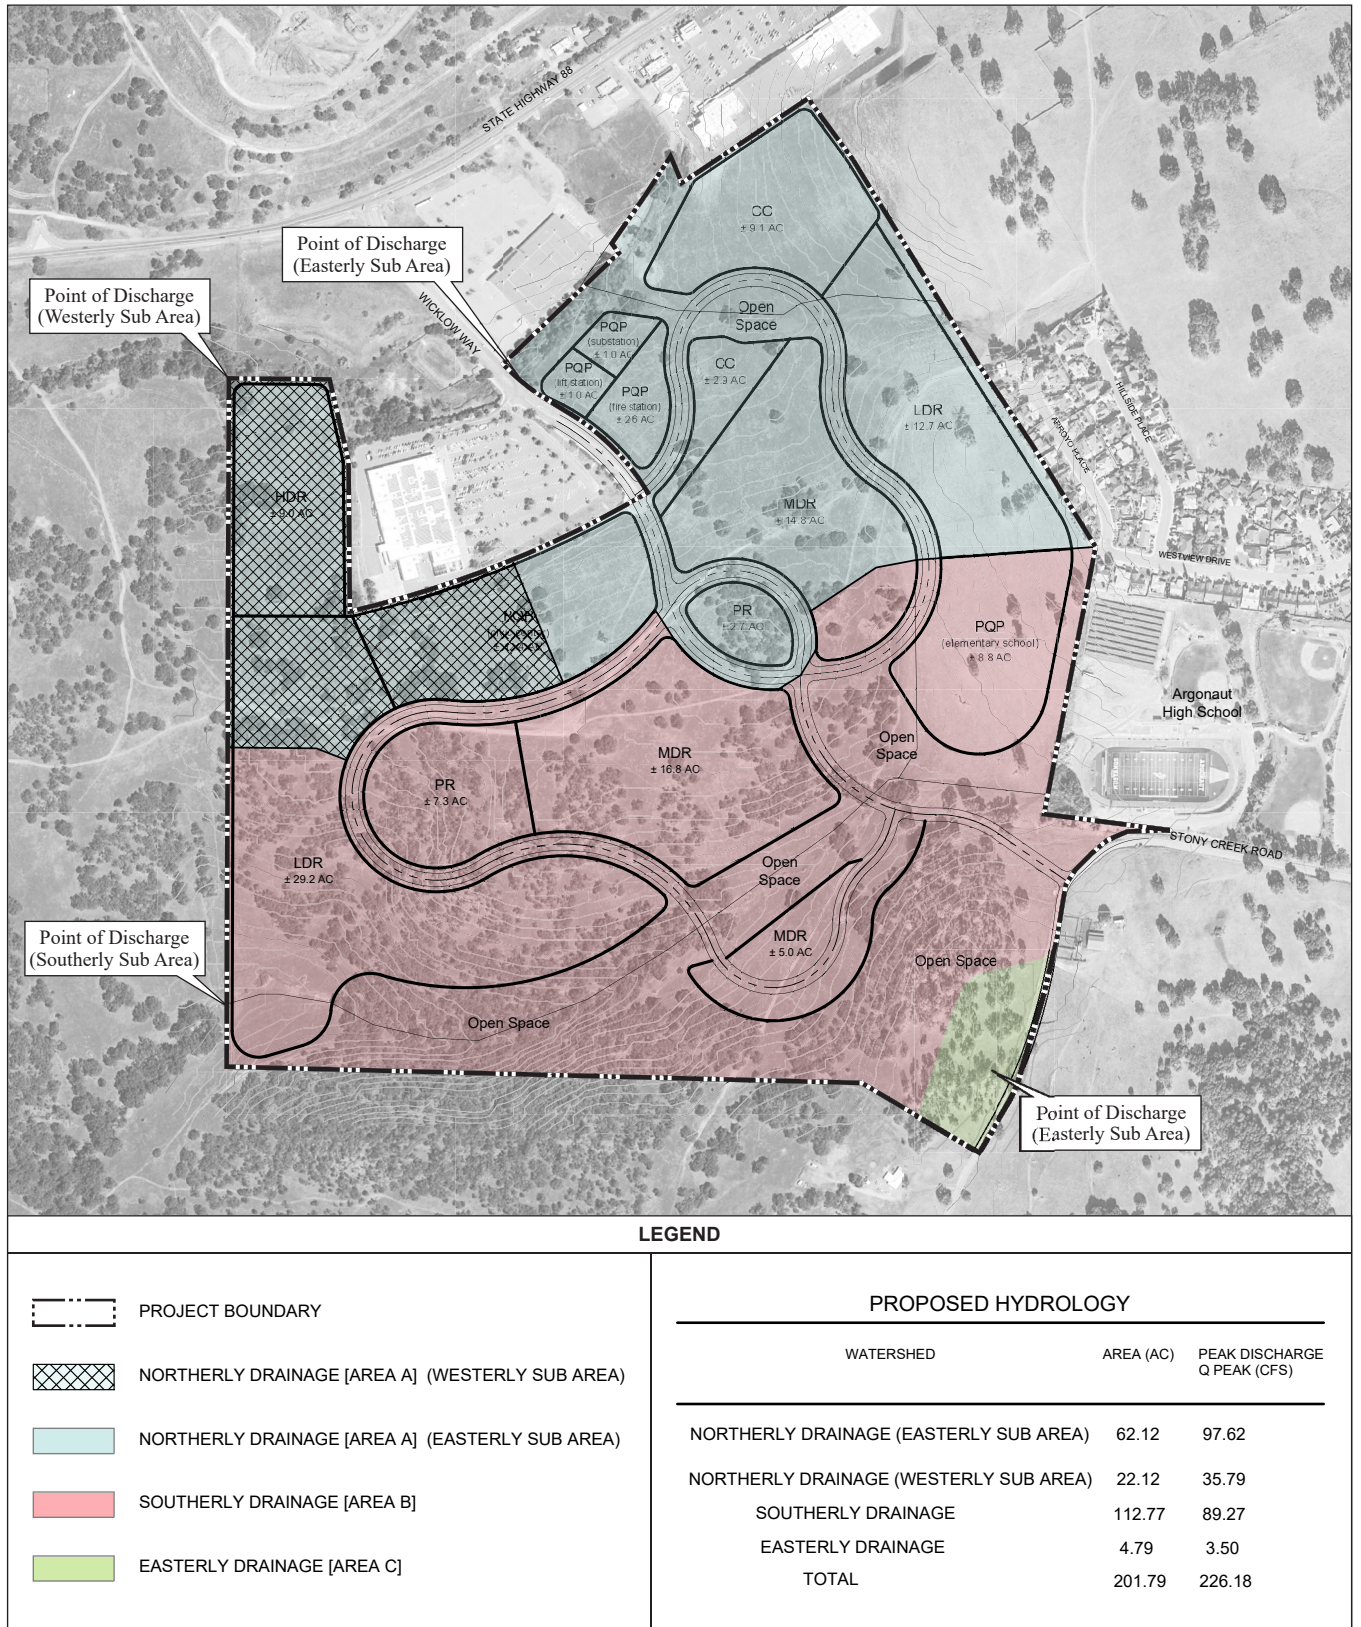 STATE HIGHWAY 88
CC
± 9.1 AC
Point of Discharge
(Easterly Sub Area)
Point of Discharge
(Westerly Sub Area)
WICKLOW WAY
Open
Space
PQP
(substation)
± 1.0 AC
PQP
(lift station)
± 1.0 AC
PQP
(fire station)
± 2.6 AC
CC
± 2.9 AC
LDR
± 12.7 AC
HILLSIDE PLACE
ARROYO PLACE
HDR
± 9.0 AC
MDR
± 14.8 AC
WESTVIEW DRIVE
PR
± 2.7 AC
PQP
(elementary school)
± 8.8 AC
Argonaut
High School
Open
Space
MDR
± 16.8 AC
PR
± 7.3 AC
STONY CREEK ROAD
LDR
± 29.2 AC
Open
Space
MDR
± 5.0 AC
Open Space
Point of Discharge
(Southerly Sub Area)
Open Space
Point of Discharge
(Easterly Sub Area)
LEGEND
PROJECT BOUNDARY
NORTHERLY DRAINAGE [AREA A] (WESTERLY SUB AREA)
NORTHERLY DRAINAGE [AREA A] (EASTERLY SUB AREA)
SOUTHERLY DRAINAGE [AREA B]
EASTERLY DRAINAGE [AREA C]
PROPOSED HYDROLOGY
WATERSHED AREA (AC) PEAK DISCHARGE
Q PEAK (CFS)
NORTHERLY DRAINAGE (EASTERLY SUB AREA) 62.12 97.62
NORTHERLY DRAINAGE (WESTERLY SUB AREA) 22.12 35.79
SOUTHERLY DRAINAGE 112.77 89.27
EASTERLY DRAINAGE 4.79 3.50
TOTAL 201.79 226.18